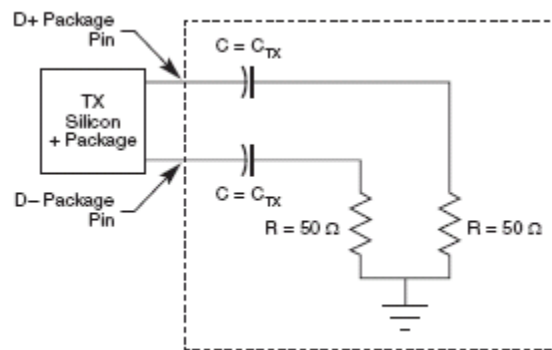 D+ Package
Pin
C = CTX
TX
Silicon
+ Package
D– Package
Pin
C = CTX
R = 50 Ω
R = 50 Ω